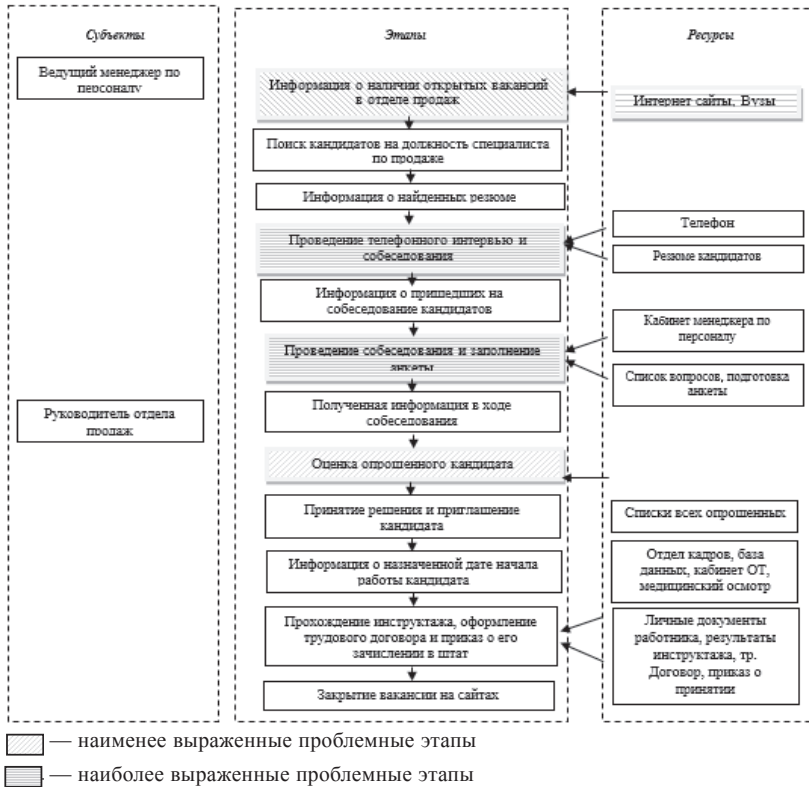 Субъекты
Ведущий менеджер по
персоналу
Руководитель отдела
продаж
Этапы
Информация о наличии открытых вакансий
в отделе продаж
Поиск кандидатов на должность специалиста
по продаже
Информация о найденных резюме
Проведение телефонного интервью и
собеседования
Информация о пришедших на
собеседование кандидатов
Проведение собеседования и заполнение
анкеты
Полученная информация в ходе
собеседования
Оценка опрошенного кандидата
Принятие решения и приглашение
кандидата
Информация о назначенной дате начала
работы кандидата
Прохождение инструктажа, оформление
трудового договора и приказ о его
зачислении в штат
Закрытие вакансии на сайтах
Ресурсы
Интернет сайты, Вузы
Телефон
Резюме кандидатов
Кабинет менеджера по
персоналу
Список вопросов, подготовка
анкеты
Списки всех опрошенных
Отдел кадров, база
данных, кабинет ОТ,
медицинский осмотр
Личные документы
работника, результаты
инструктажа, тр.
Договор, приказ о
принятии
— наименее выраженные проблемные этапы
— наиболее выраженные проблемные этапы